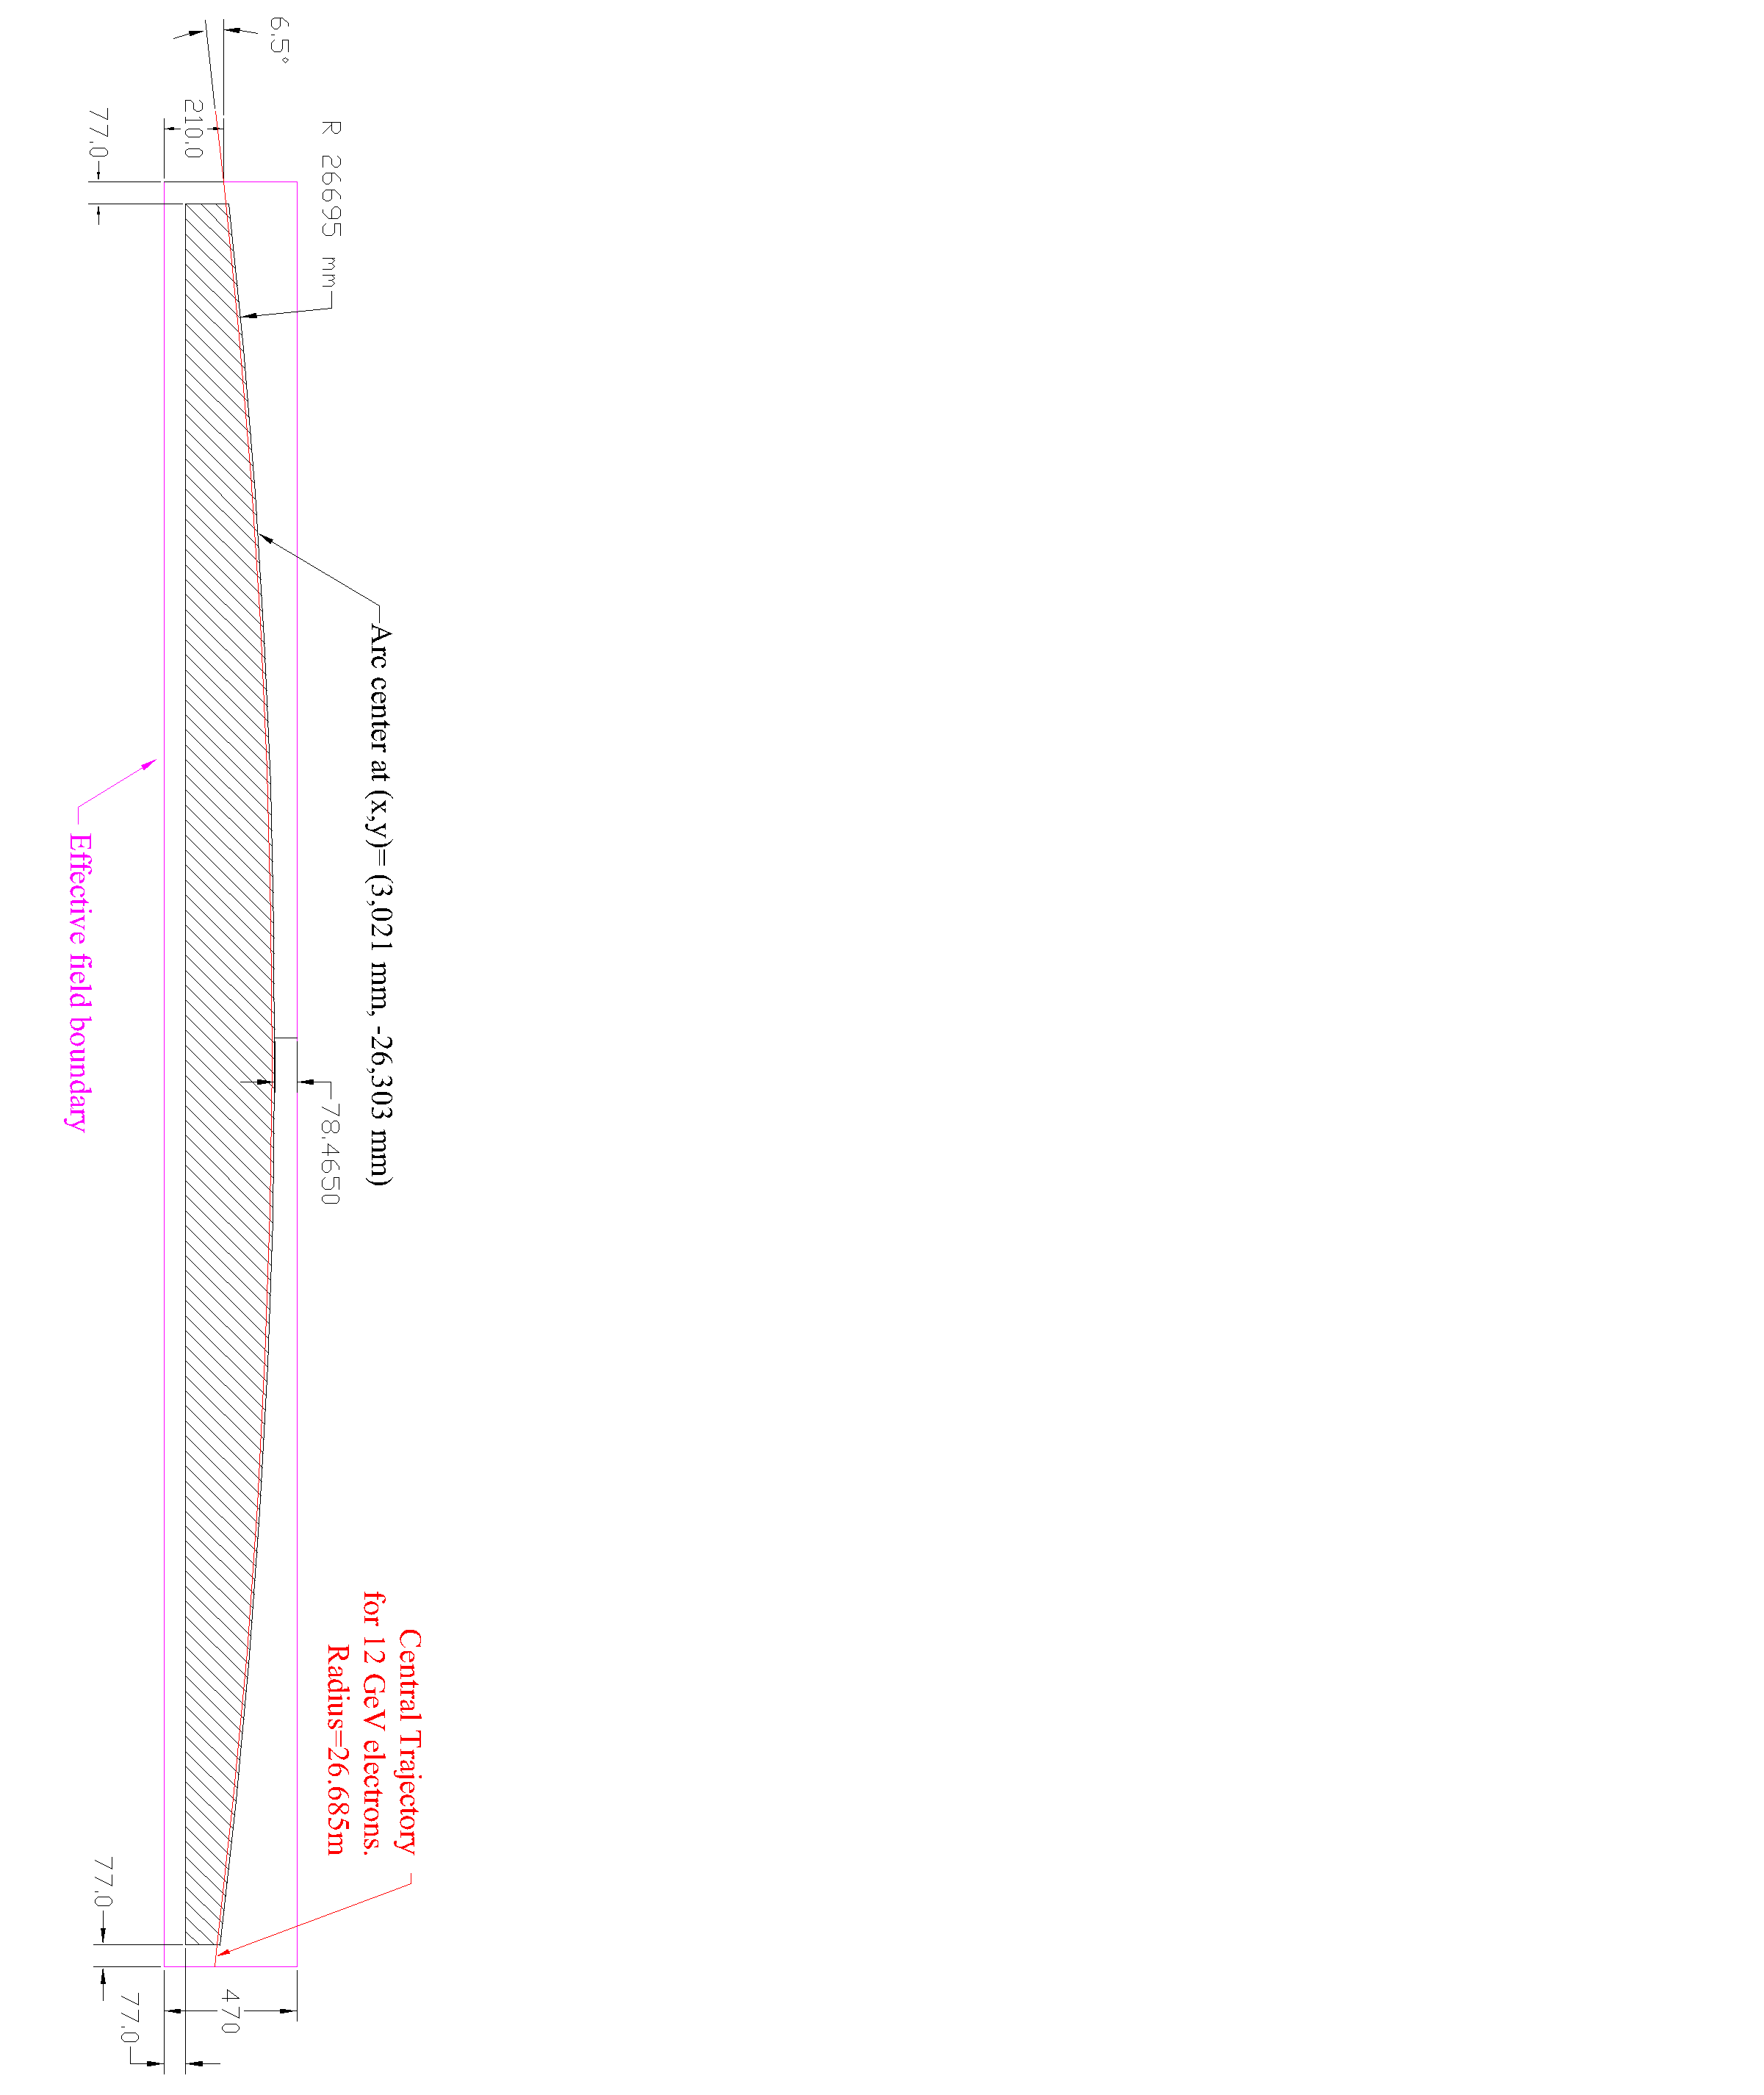 6.5°
210.0
77.0
R 26695 mm
Arc center at (x,y)= (3,021 mm, -26,303 mm)
Effective field boundary
78.4650
Central Trajectory
for 12 GeV electrons.
Radius=26.685m
77.0
470
77.0